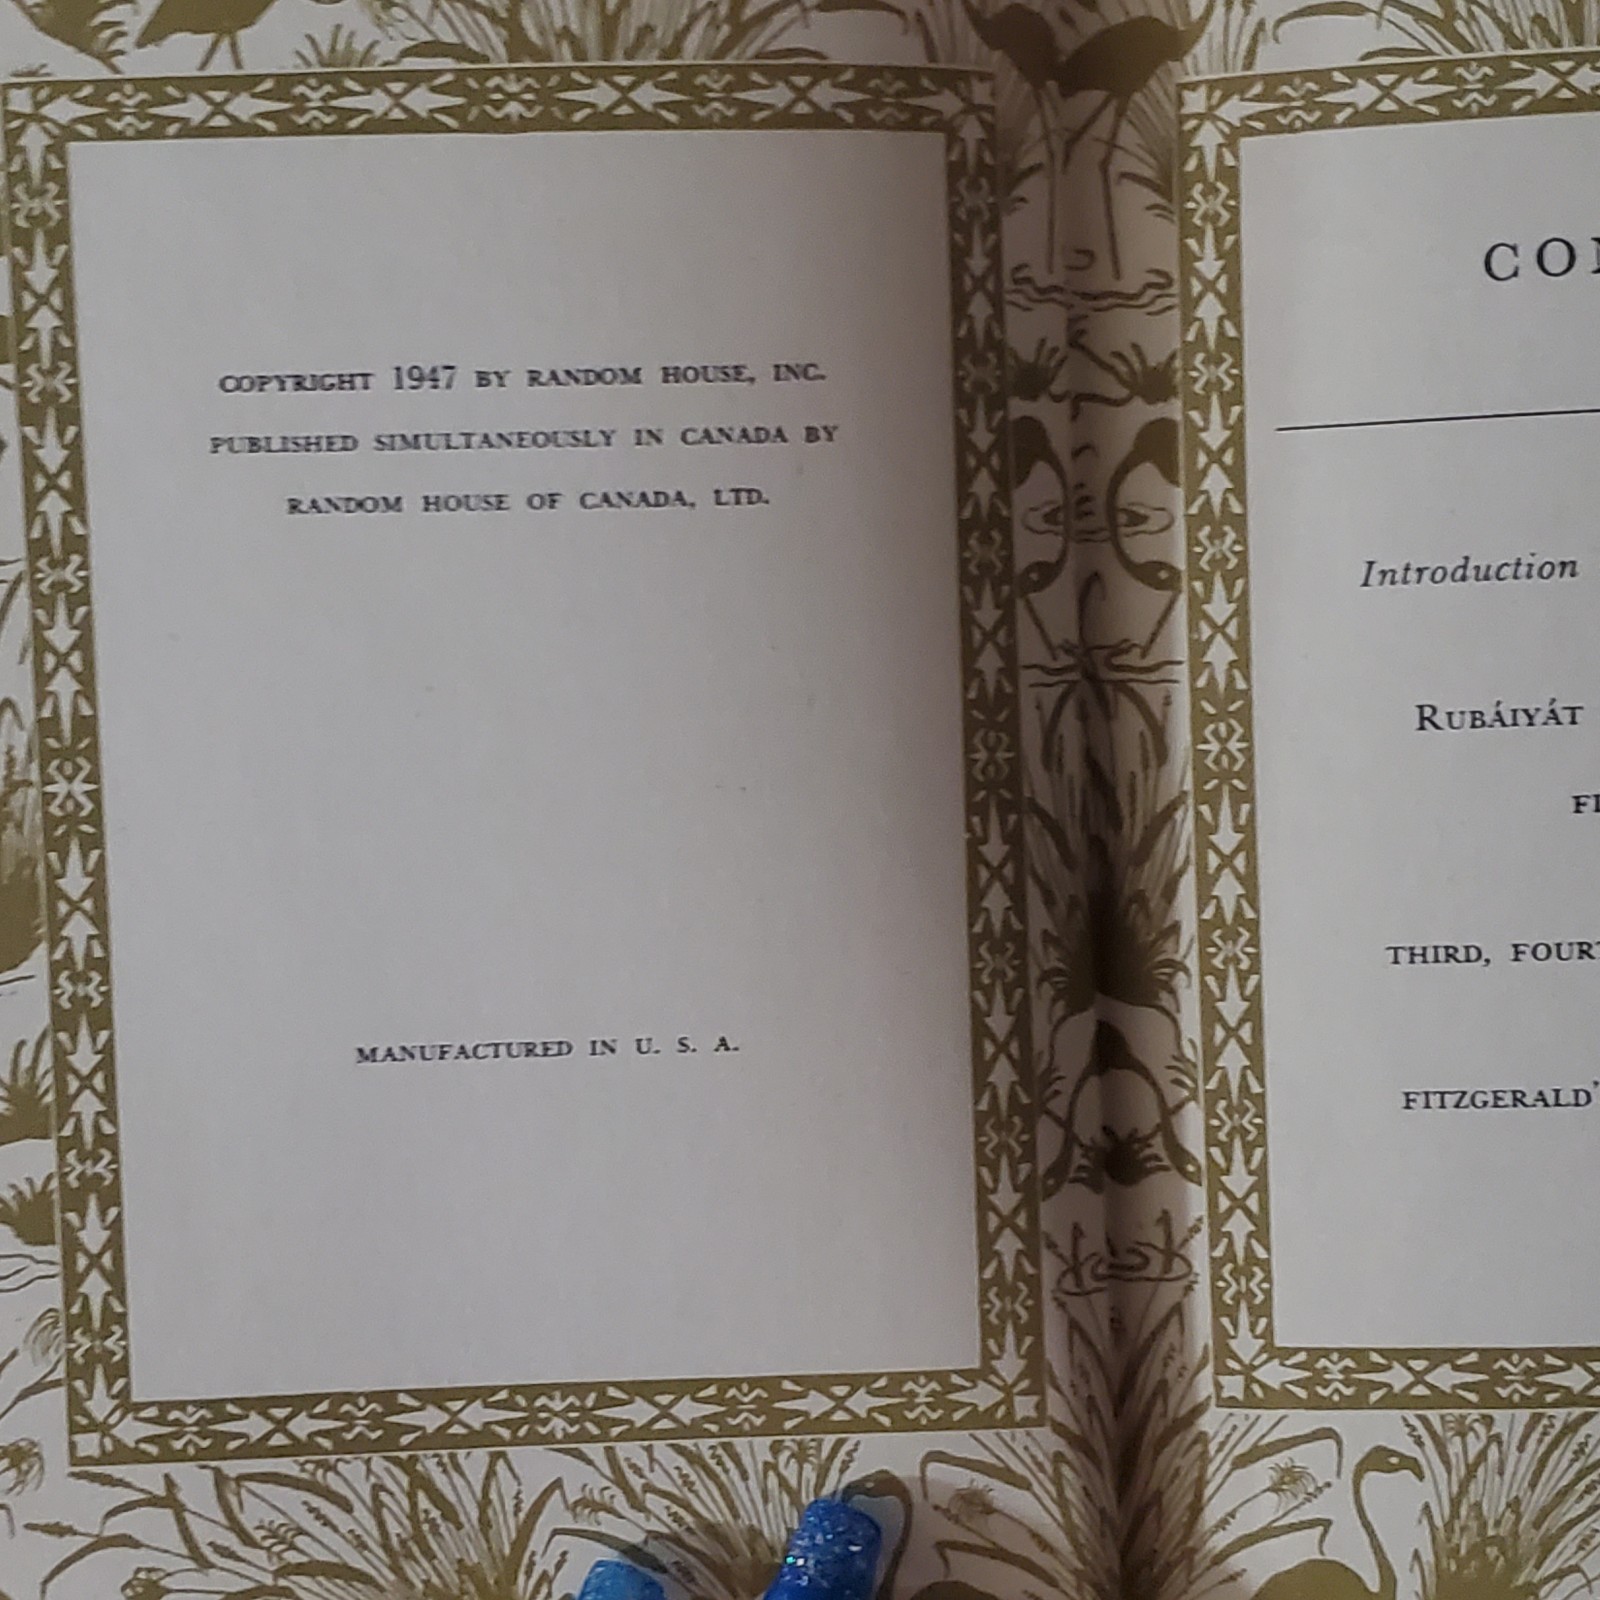 COPYRIGHT 1947 BY RANDOM HOUSE, INC.
PUBLISHED SIMULTANEOUSLY IN CANADA BY
RANDOM HOUSE OF CANADA, LTD.
MANUFACTURED IN U. S. A.
Introduction
RUBÁIYÁT
THIRD,
FITZGERALD'